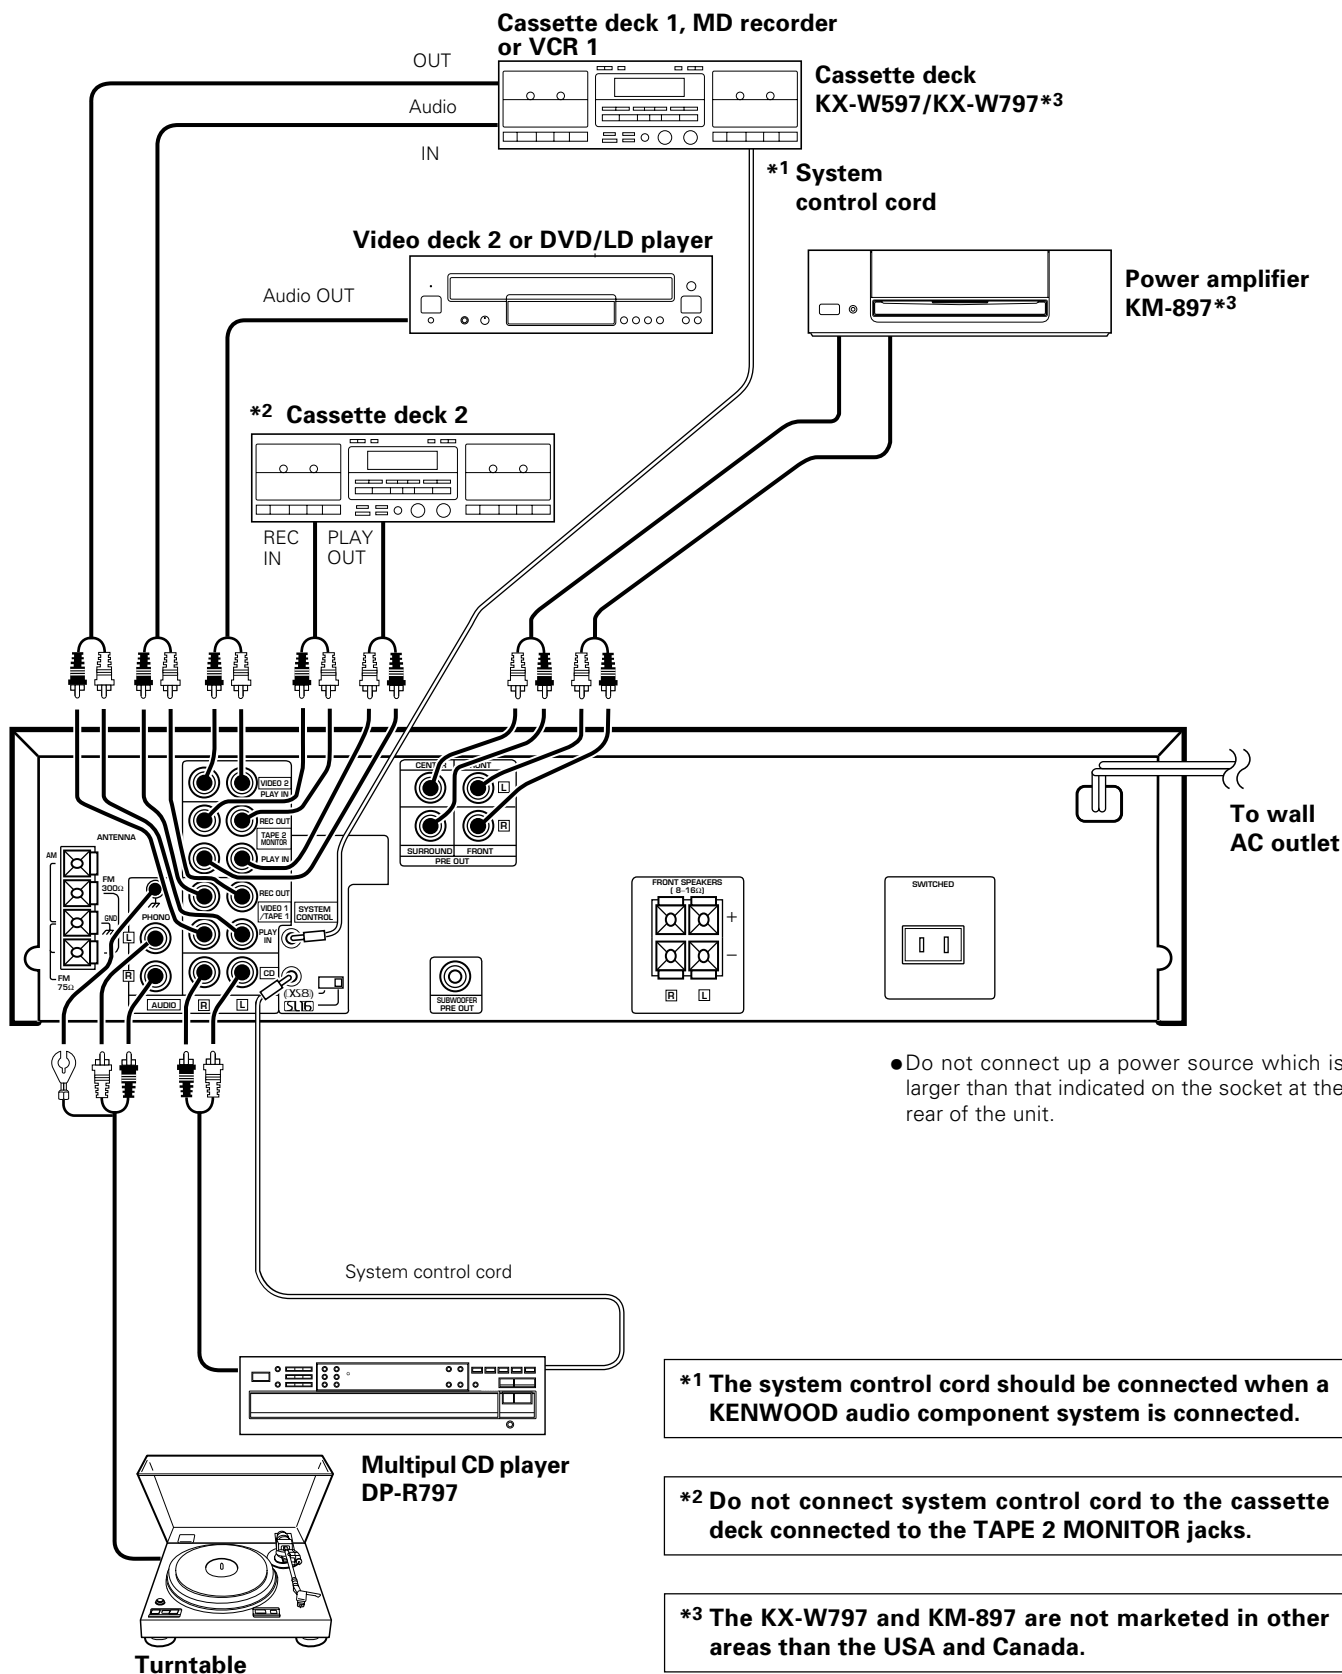 Cassette deck 1, MD recorder
or VCR 1
OUT
Cassette deck
KX-W597/KX-W797*3
Audio
IN
*1 System
control cord
Video deck 2 or DVD/LD player
Audio OUT
Power amplifier
KM-897*3
*2 Cassette deck 2
REC
IN
PLAY
OUT
VIDEO 2
PLAY IN
REC OUT
TAPE 2
MONITOR
PLAY IN
REC OUT
VIDEO 1
/TAPE 1
PLAY
IN
CD
SYSTEM
CONTROL
(XS8)
SL16
ANTENNA
AM
FM
300Ω
GND
FM
75Ω
PHONO
L
R
AUDIO
R
L
CENTER
FRONT
L
R
SURROUND
FRONT
PRE OUT
SUBWOOFER
PRE OUT
FRONT SPEAKERS
( 8–16Ω)
+
–
R
L
SWITCHED
To wall
AC outlet
●Do not connect up a power source which is
larger than that indicated on the socket at the
rear of the unit.
System control cord
Multipul CD player
DP-R797
Turntable
*1 The system control cord should be connected when a
KENWOOD audio component system is connected.
*2 Do not connect system control cord to the cassette
deck connected to the TAPE 2 MONITOR jacks.
*3 The KX-W797 and KM-897 are not marketed in other
areas than the USA and Canada.